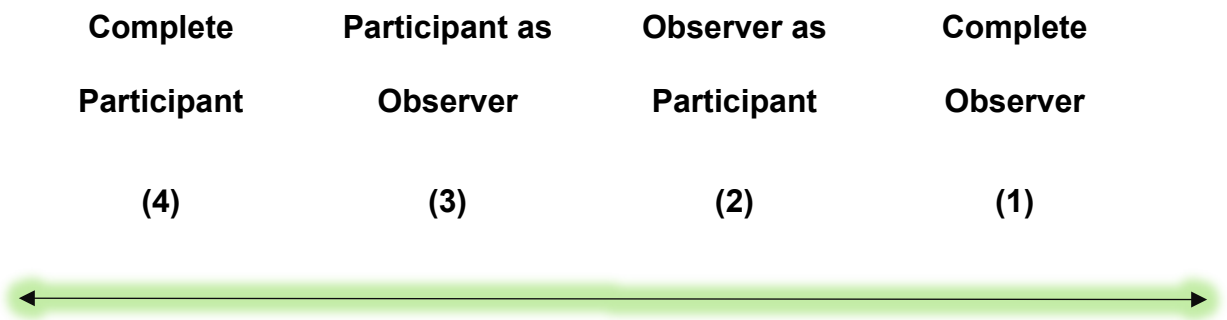 Complete Participant as Observer as Complete
Participant Observer Participant Observer
(4) (3) (2) (1)